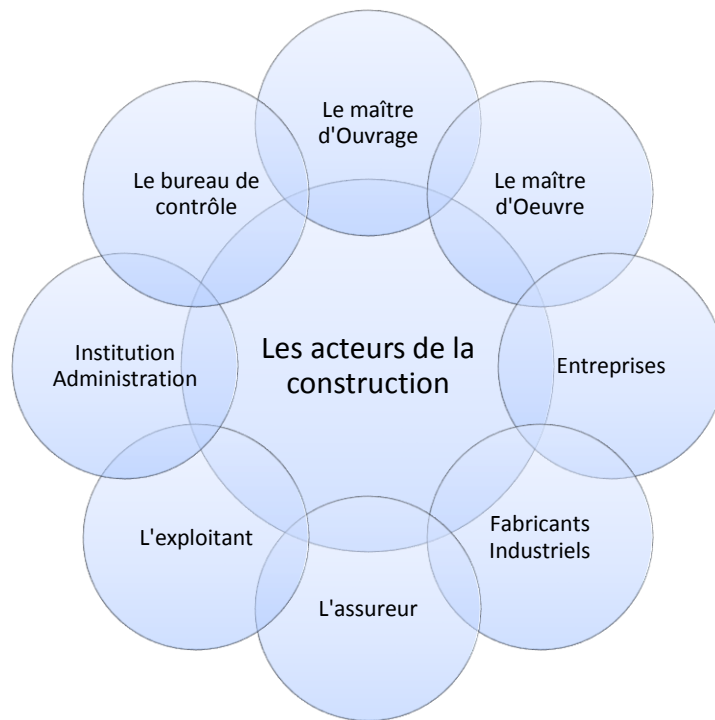 Le maître
d'Ouvrage
Le maître
d'Oeuvre
Entreprises
Fabricants
Industriels
L'assureur
L'exploitant
Institution
Administration
Le bureau de
contrôle
Les acteurs de la
construction